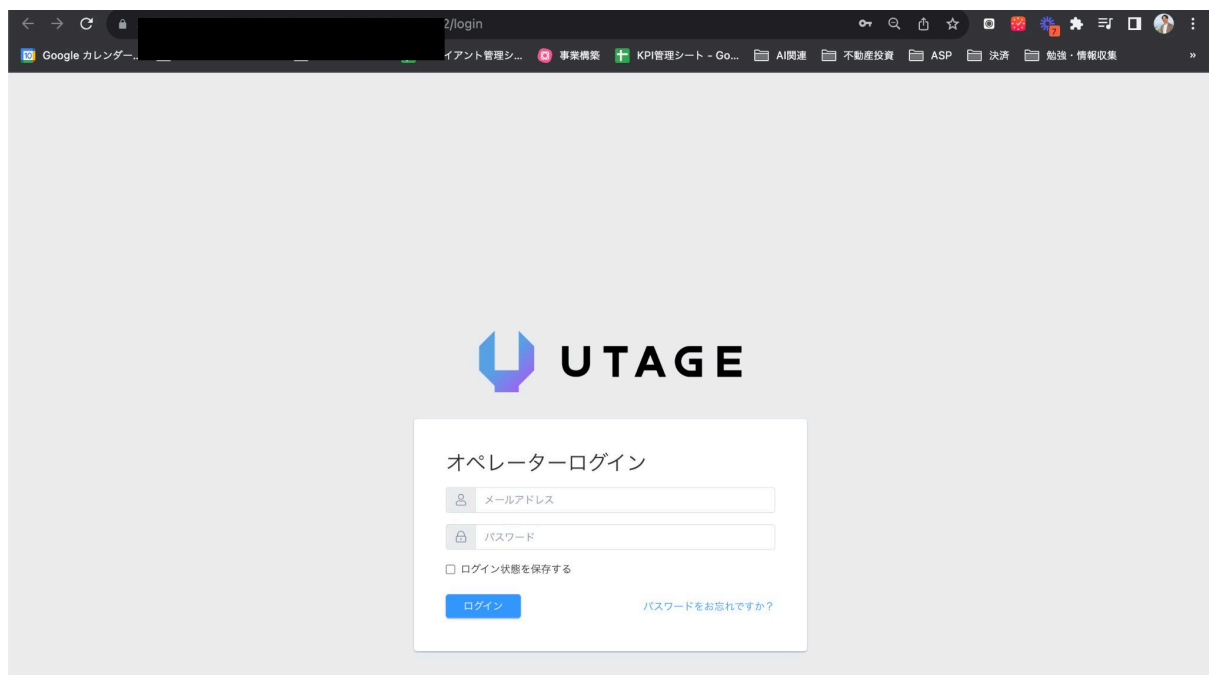 2/login
Google カレンダー... イアント管理シ... 事業構築 KPI管理シート - Go... AI関連 不動産投資 ASP 決済 勉強・情報収集 »
UTAGE
オペレーターログイン
メールアドレス
パスワード
ログイン状態を保存する
ログイン パスワードをお忘れですか？